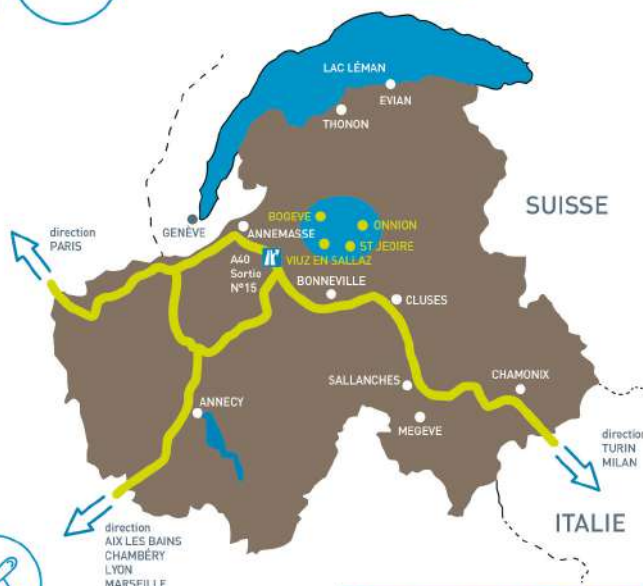 LAC LÉMAN
EVIAN
THONON
SUISSE
BOGEVE
ONNION
GENÈVE
ANNEMASSE
direction
PARIS
ST JEOIRE
VIUZ EN SALLAZ
A40
Sortie
N°15
BONNEVILLE
CLUSES
SALLANCHES
CHAMONIX
ANNECY
MEGEVE
direction
TURIN
MILAN
ITALIE
direction
AIX LES BAINS
CHAMBÉRY
LYON
MARSEILLE